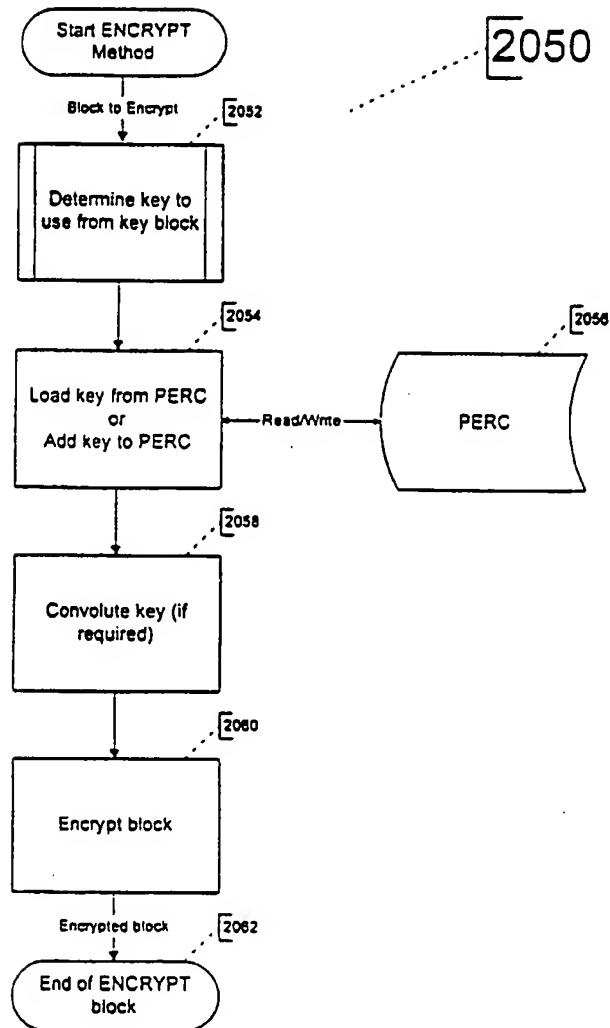 Start ENCRYPT
Method
2050
Block to Encrypt
2052
Determine key to
use from key block
2054
2056
Load key from PERC
or
Add key to PERC
Read/Write
PERC
2058
Convolute key (if
required)
2060
Encrypt block
Encrypted block
2062
End of ENCRYPT
block